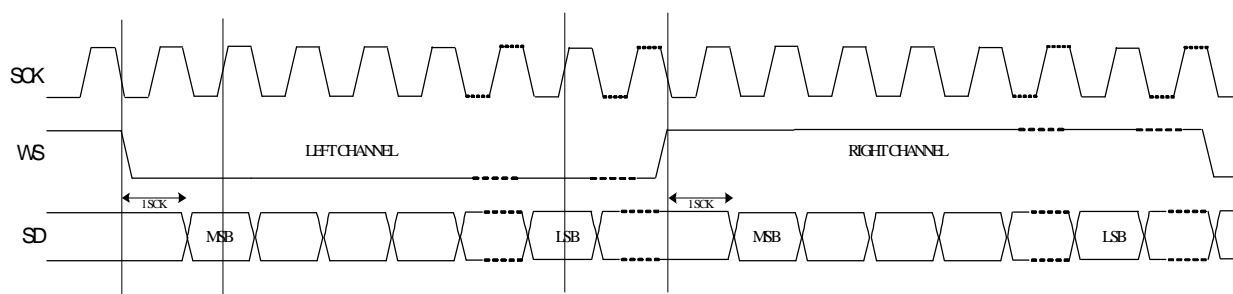 SCK
WS
LEFT CHANNEL
RIGHT CHANNEL
1 SCK
1 SCK
SD
MSB
LSB
MSB
LSB